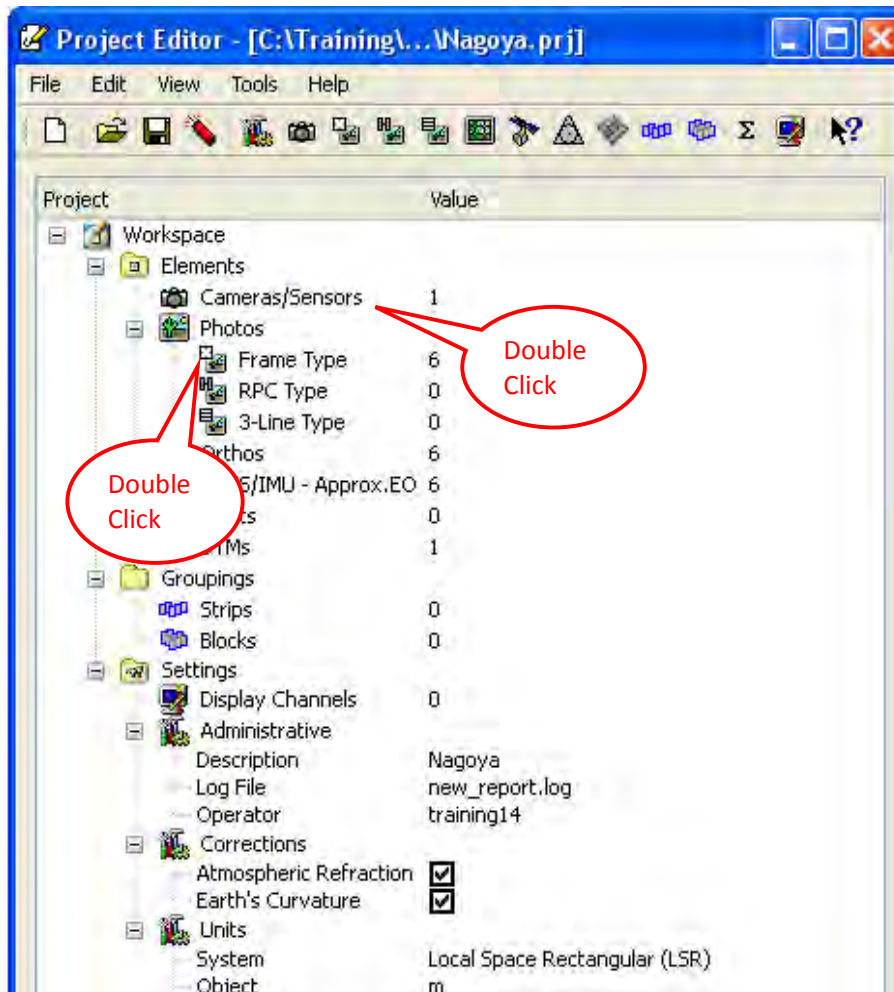 Project Editor - [C:\Training\...\Nagoya.prj]
File Edit View Tools Help
Σ ?
Project Value
Workspace
Elements
Cameras/Sensors 1
Photos
Frame Type 6
RPC Type 0
3-Line Type 0
Orthos 6
/IMU - Approx.EO 6
0
1
Double Click
Double Click
Groupings
Strips 0
Blocks 0
Settings
Display Channels 0
Administrative
Description Nagoya
Log File new_report.log
Operator training14
Corrections
Atmospheric Refraction
Earth's Curvature
Units
System Local Space Rectangular (LSR)
Object m